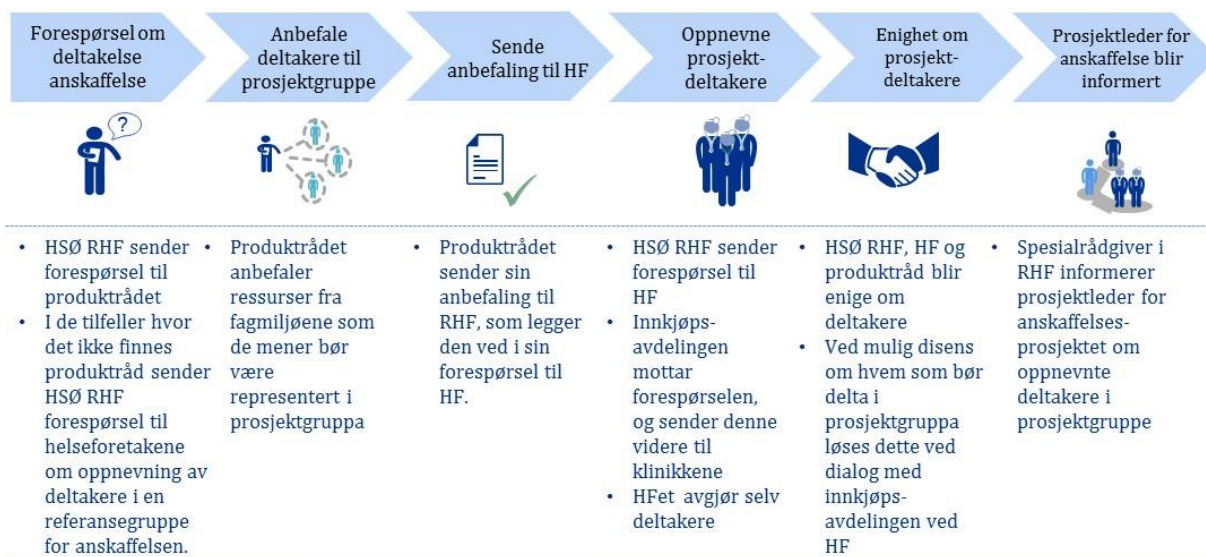 Forespørsel om
deltakelse
anskaffelse
Anbefale
deltakere til
prosjektgruppe
Sende
anbefaling til HF
Oppnevne
prosjekt-
deltakere
Enighet om
prosjekt-
deltakere
Prosjektleder for
anskaffelse blir
informert
?
• HSØ RHF sender
forespørsel til
produktrådet
• I de tilfeller hvor
det ikke finnes
produktråd sender
HSØ RHF
forespørsel til
helseforetakene
om oppnevning av
deltakere i en
referansegruppe
for anskaffelsen.
• Produktrådet
anbefaler
ressurser fra
fagmiljøene som
de mener bør
være
representert i
prosjektgruppa
• Produktrådet
sender sin
anbefaling til
RHF, som legger
den ved i sin
forespørsel til
HF.
• HSØ RHF sender
forespørsel til
HF
• Innkjøps-
avdelingen
mottar
forespørselen,
og sender denne
videre til
klinikkene
• HFet avgjør selv
deltakere
• HSØ RHF, HF og
produktråd blir
enige om
deltakere
• Ved mulig disens
om hvem som bør
delta i
prosjektgruppa
løses dette ved
dialog med
innkjøps-
avdelingen ved
HF
• Spesialrådgiver i
RHF informerer
prosjektleder for
anskaffelses-
prosjektet om
oppnevnte
deltakere i
prosjektgruppe